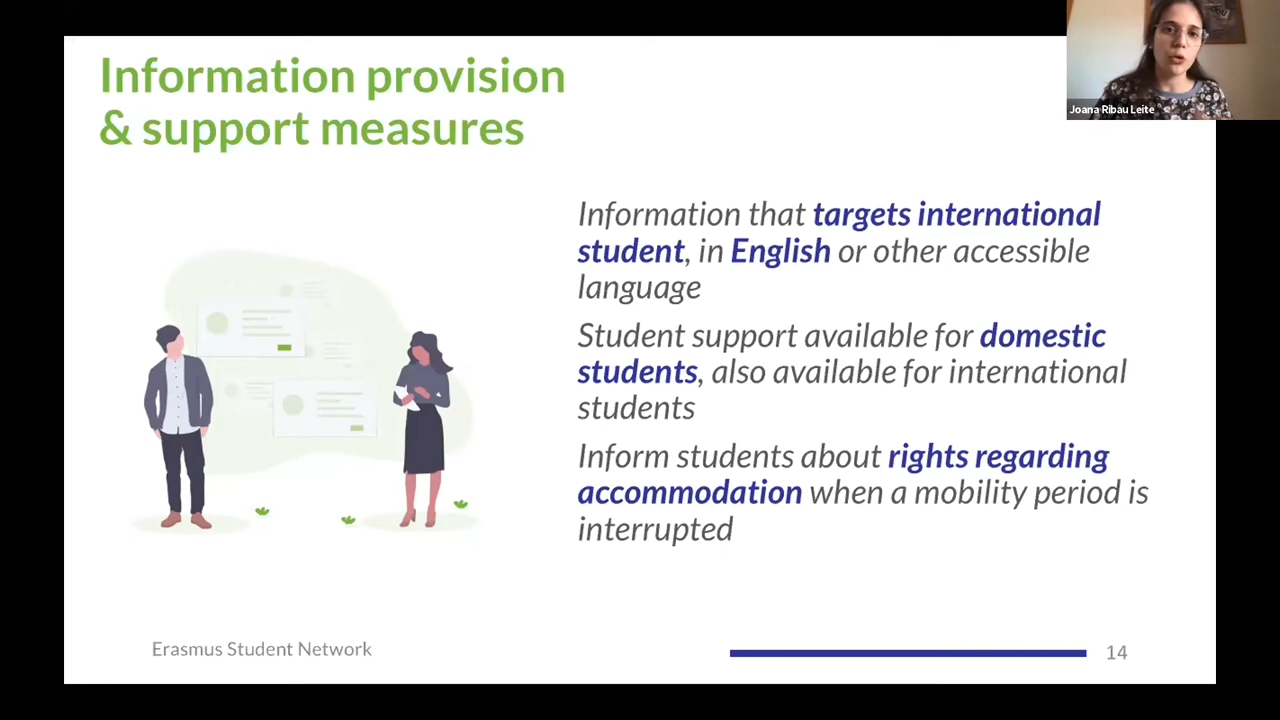 Information provision
& support measures
Joana Ribau Leite
Information that targets international
student, in English or other accessible
language
Student support available for domestic
students, also available for international
students
Inform students about rights regarding
accommodation when a mobility period is
interrupted
Erasmus Student Network
14